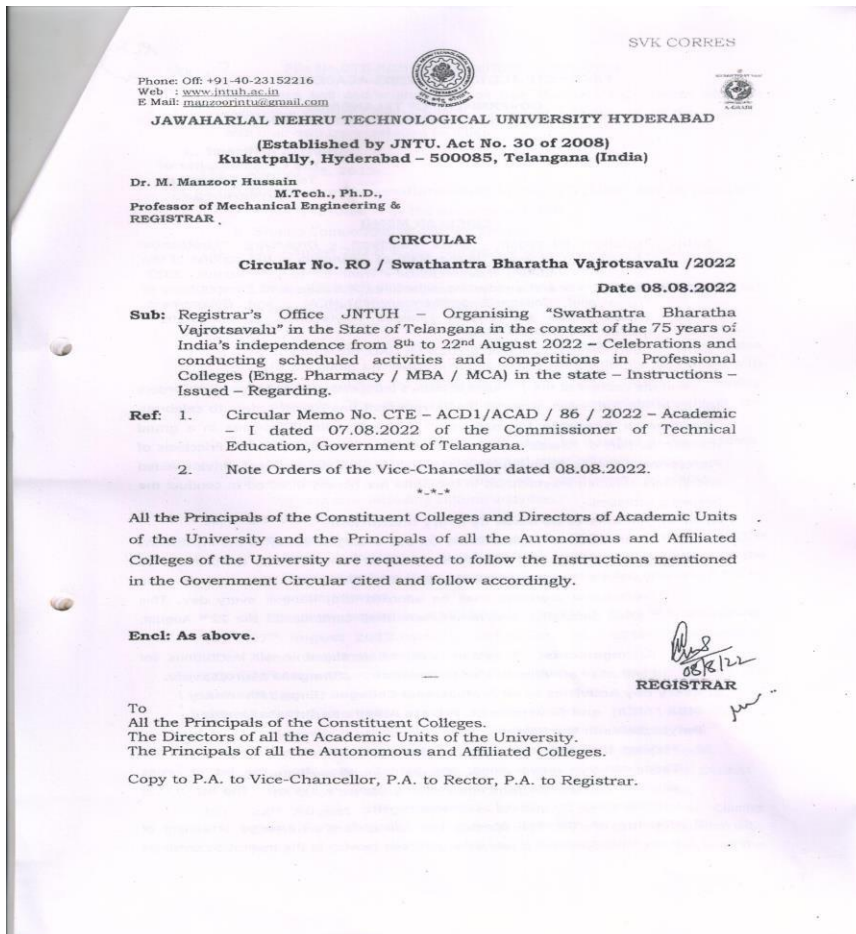 SVK CORRES
Phone: Off: +91-40-23152216
Web : www.jntuh.ac.in
E Mail: manzoorjntu@gmail.com
JAWAHARLAL NEHRU TECHNOLOGICAL UNIVERSITY HYDERABAD
(Established by JNTU. Act No. 30 of 2008)
Kukatpally, Hyderabad – 500085, Telangana (India)
Dr. M. Manzoor Hussain
M.Tech., Ph.D.,
Professor of Mechanical Engineering &
REGISTRAR
CIRCULAR
Circular No. RO / Swathantra Bharatha Vajrotsavalu /2022
Date 08.08.2022
Sub: Registrar's Office JNTUH – Organising “Swathantra Bharatha
Vajrotsavalu” in the State of Telangana in the context of the 75 years of
India's independence from 8th to 22nd August 2022 – Celebrations and
conducting scheduled activities and competitions in Professional
Colleges (Engg. Pharmacy / MBA / MCA) in the state – Instructions –
Issued – Regarding.
Ref: 1. Circular Memo No. CTE – ACD1/ACAD / 86 / 2022 – Academic
– I dated 07.08.2022 of the Commissioner of Technical
Education, Government of Telangana.
2. Note Orders of the Vice-Chancellor dated 08.08.2022.
*-*-*
All the Principals of the Constituent Colleges and Directors of Academic Units
of the University and the Principals of all the Autonomous and Affiliated
Colleges of the University are requested to follow the Instructions mentioned
in the Government Circular cited and follow accordingly.
Encl: As above.
08/8/22
REGISTRAR
To
All the Principals of the Constituent Colleges.
The Directors of all the Academic Units of the University.
The Principals of all the Autonomous and Affiliated Colleges.
Copy to P.A. to Vice-Chancellor, P.A. to Rector, P.A. to Registrar.